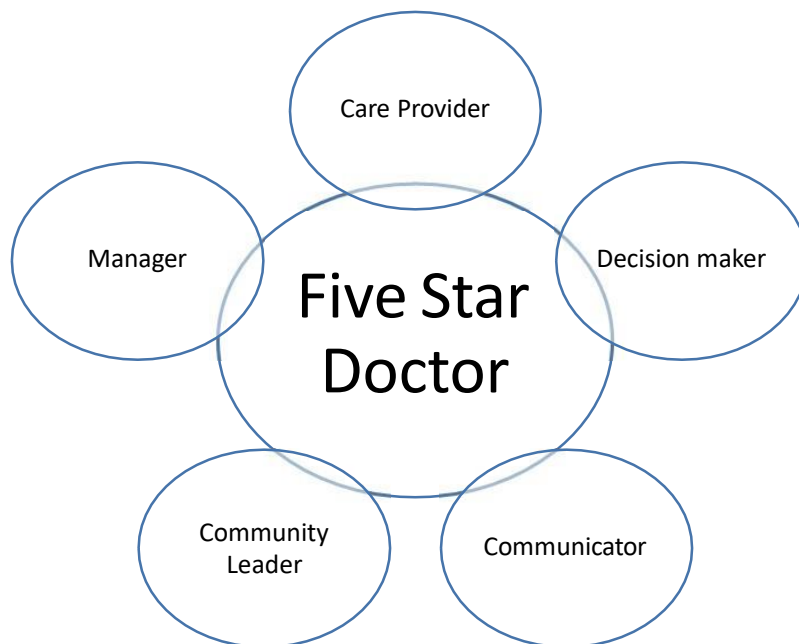 Care Provider
Manager
Decision maker
Five Star
Doctor
Community
Leader
Communicator